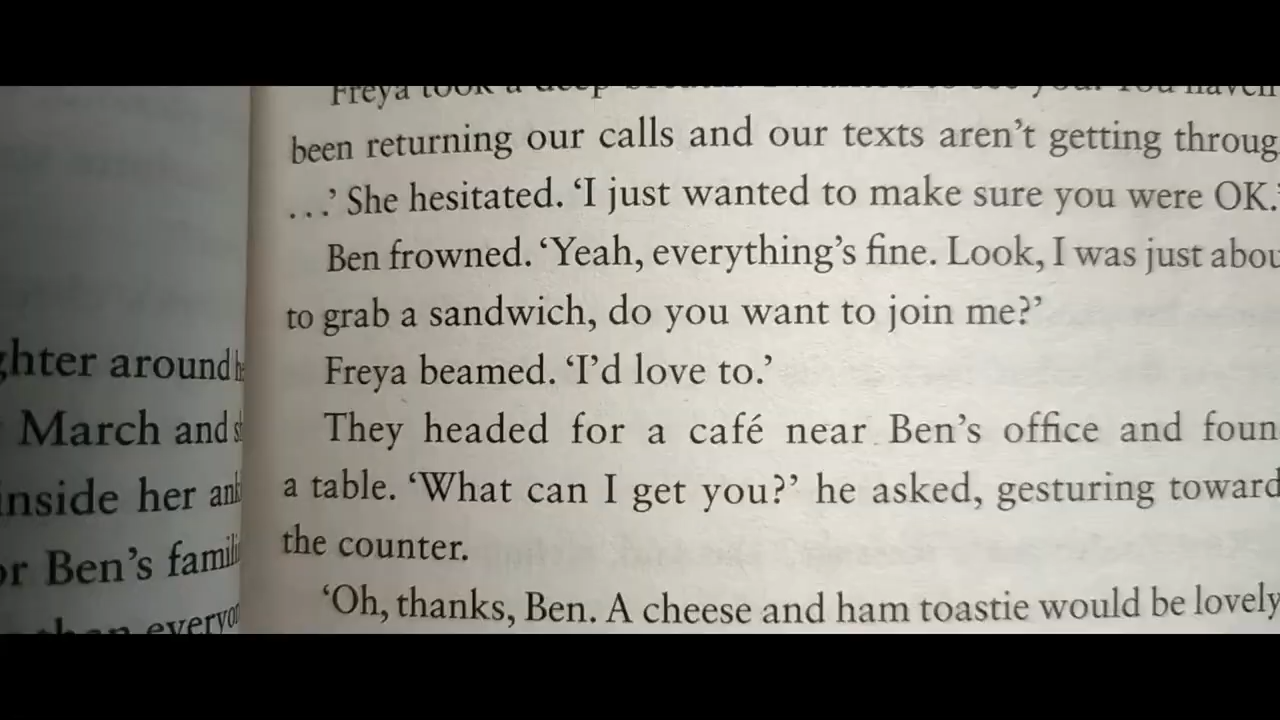 ghter around
March and
inside her
or Ben's
everyo
Freya took a deep
been returning our calls and our texts aren't getting throug
...' She hesitated. 'I just wanted to make sure you were OK.'
Ben frowned. 'Yeah, everything's fine. Look, I was just abou
to grab a sandwich, do you want to join me?'
Freya beamed. 'I'd love to.'
They headed for a café near Ben's office and foun
a table. 'What can I get you?' he asked, gesturing toward
the counter.
'Oh, thanks, Ben. A cheese and ham toastie would be lovely